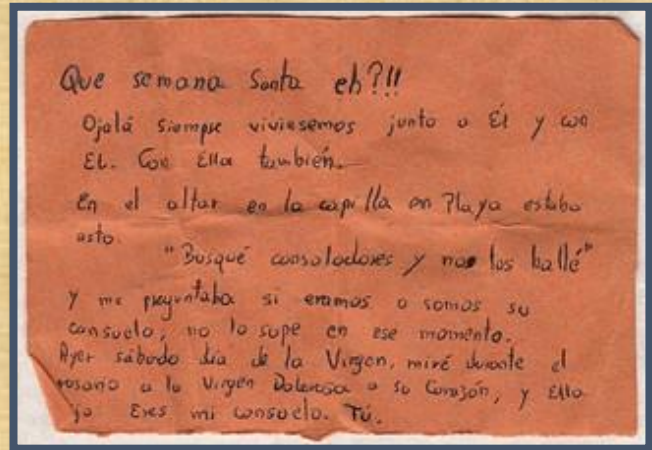 Que semana Santa eh?!!
Ojalá siempre viviesemos junto a Él y con
El. Con Ella también.
En el altar en la capilla en Playa estaba
esto.
"Busqué consoladores y no los hallé"
y me preguntaba si eramos o somos su
consuelo, no lo supe en ese momento.
Ayer sábado día de la Virgen, miré durante el
rosario a la Virgen Dolorosa a su Corazón, y Ella
jo Eres mi consuelo. Tú.